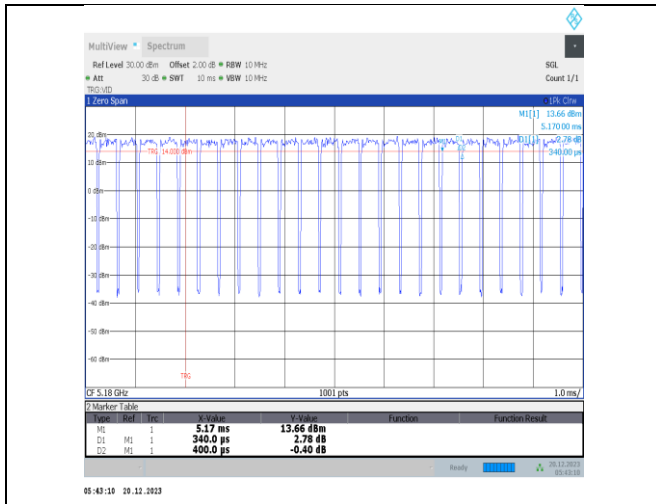 MultiView Spectrum
Ref Level 30.00 dBm Offset 2.00 dB RBW 10 MHz SGL
Att 30 dB SWT 10 ms VBW 10 MHz Count 1/1
TRG:VID
1 Zero Span 1Pk Clrw
M1[1] 13.66 dBm
5.1700 ms
20 dBm
D1[1] 2.78 dB
TRG 14.000 dBm
340.00 µs
10 dBm
0 dBm
-10 dBm
-20 dBm
-30 dBm
-40 dBm
-50 dBm
-60 dBm
TRG
CF 5.18 GHz 1001 pts 1.0 ms/
2 Marker Table
Type Ref Trc X-Value Y-Value Function Function Result
M1 1 5.17 ms 13.66 dBm
D1 M1 1 340.0 µs 2.78 dB
D2 M1 1 400.0 µs -0.40 dB
Ready 20.12.2023
05:43:10
05:43:10 20.12.2023